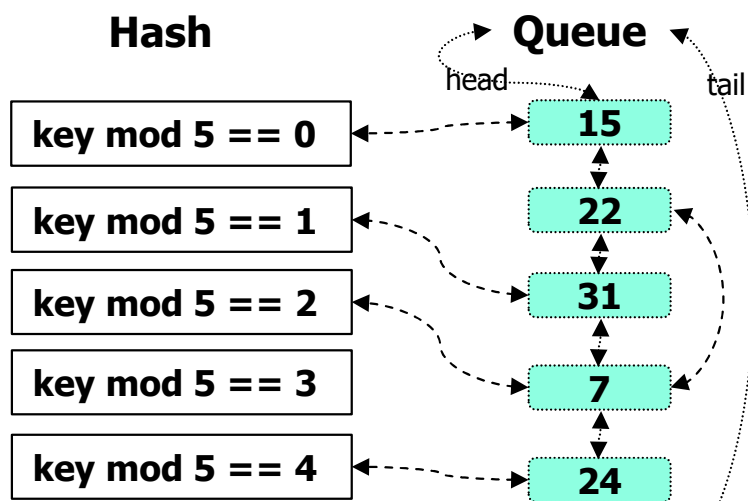 Hash
Queue
head
tail
key mod 5 == 0
15
key mod 5 == 1
22
key mod 5 == 2
31
key mod 5 == 3
7
key mod 5 == 4
24